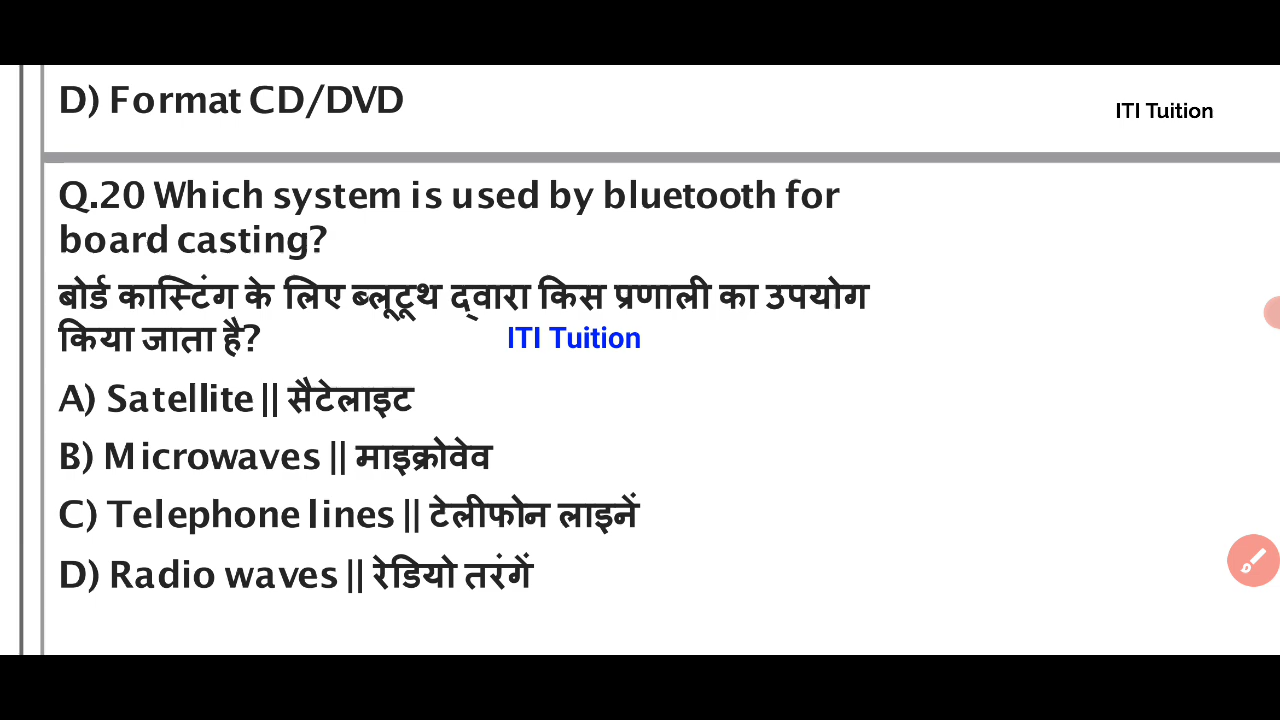 D) Format CD/DVD
ITI Tuition
Q.20 Which system is used by bluetooth for
board casting?
बोर्ड कास्टिंग के लिए ब्लूटूथ द्वारा किस प्रणाली का उपयोग
किया जाता है?
ITI Tuition
A) Satellite || सैटेलाइट
B) Microwaves || माइक्रोवेव
C) Telephone lines || टेलीफोन लाइनें
D) Radio waves || रेडियो तरंगें